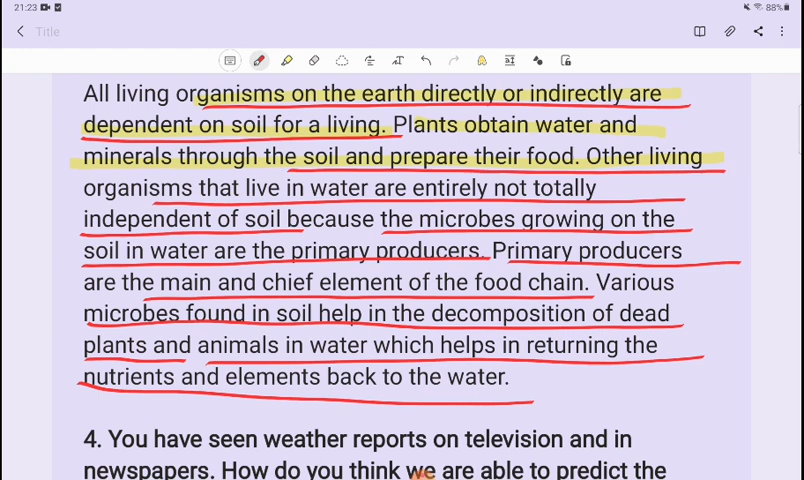 21:23
88%
Title
All living organisms on the earth directly or indirectly are
dependent on soil for a living. Plants obtain water and
minerals through the soil and prepare their food. Other living
organisms that live in water are entirely not totally
independent of soil because the microbes growing on the
soil in water are the primary producers. Primary producers
are the main and chief element of the food chain. Various
microbes found in soil help in the decomposition of dead
plants and animals in water which helps in returning the
nutrients and elements back to the water.
4. You have seen weather reports on television and in
newspapers. How do you think we are able to predict the